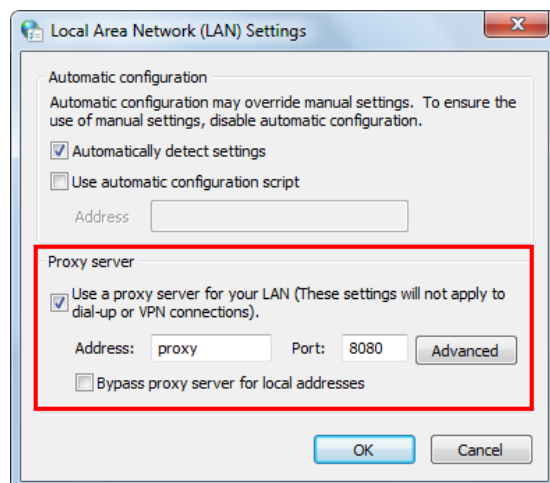 Local Area Network (LAN) Settings
Automatic configuration
Automatic configuration may override manual settings. To ensure the
use of manual settings, disable automatic configuration.
Automatically detect settings
Use automatic configuration script
Address
Proxy server
Use a proxy server for your LAN (These settings will not apply to
dial-up or VPN connections).
Address: proxy Port: 8080 Advanced
Bypass proxy server for local addresses
OK Cancel